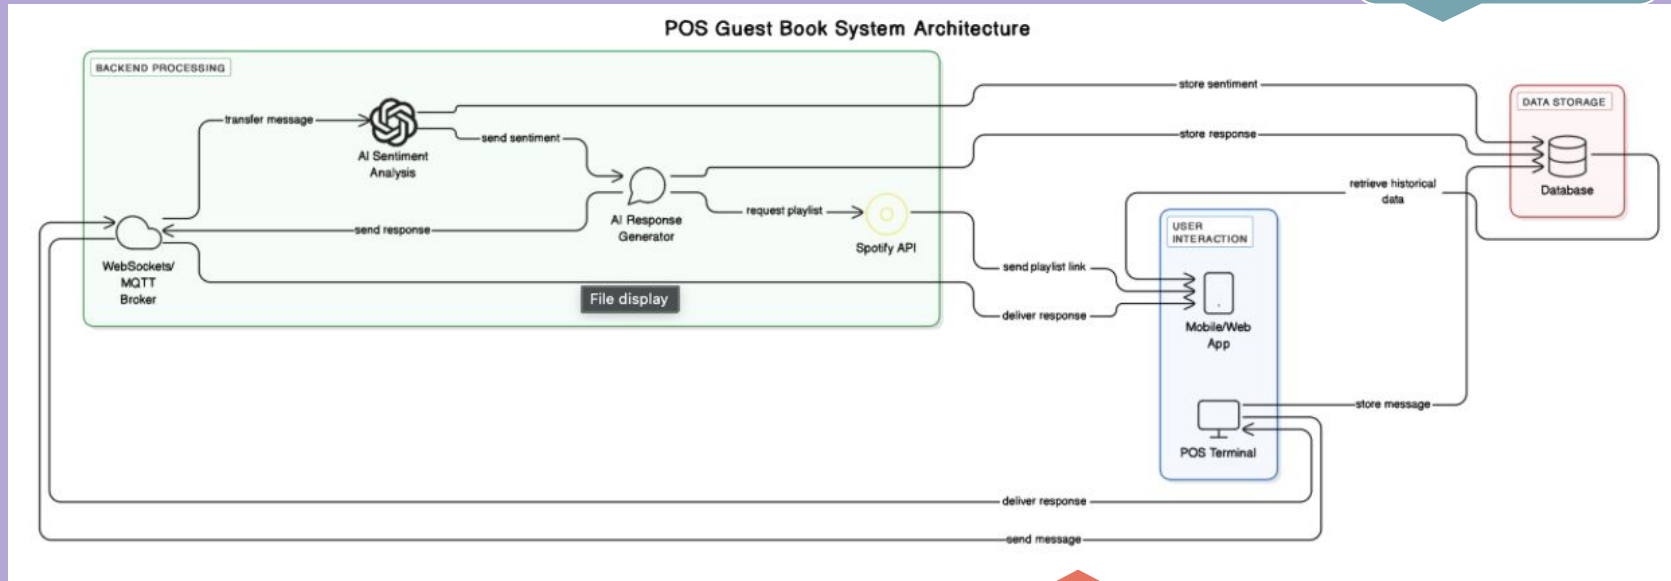 POS Guest Book System Architecture
BACKEND PROCESSING
transfer message
AI Sentiment
Analysis
send sentiment
AI Response
Generator
send response
request playlist
Spotify API
WebSockets/
MQTT
Broker
File display
store sentiment
store response
retrieve historical
data
DATA STORAGE
Database
USER
INTERACTION
send playlist link
deliver response
Mobile/Web
App
store message
POS Terminal
deliver response
send message